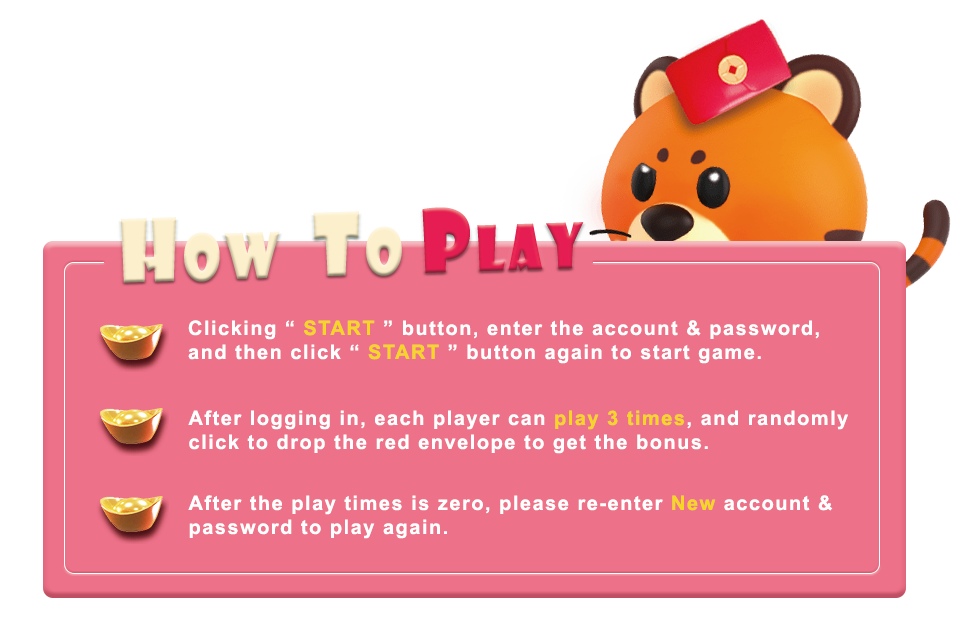 HOW TO PLAY
Clicking “ START ” button, enter the account & password,
and then click “ START ” button again to start game.
After logging in, each player can play 3 times, and randomly
click to drop the red envelope to get the bonus.
After the play times is zero, please re-enter New account &
password to play again.